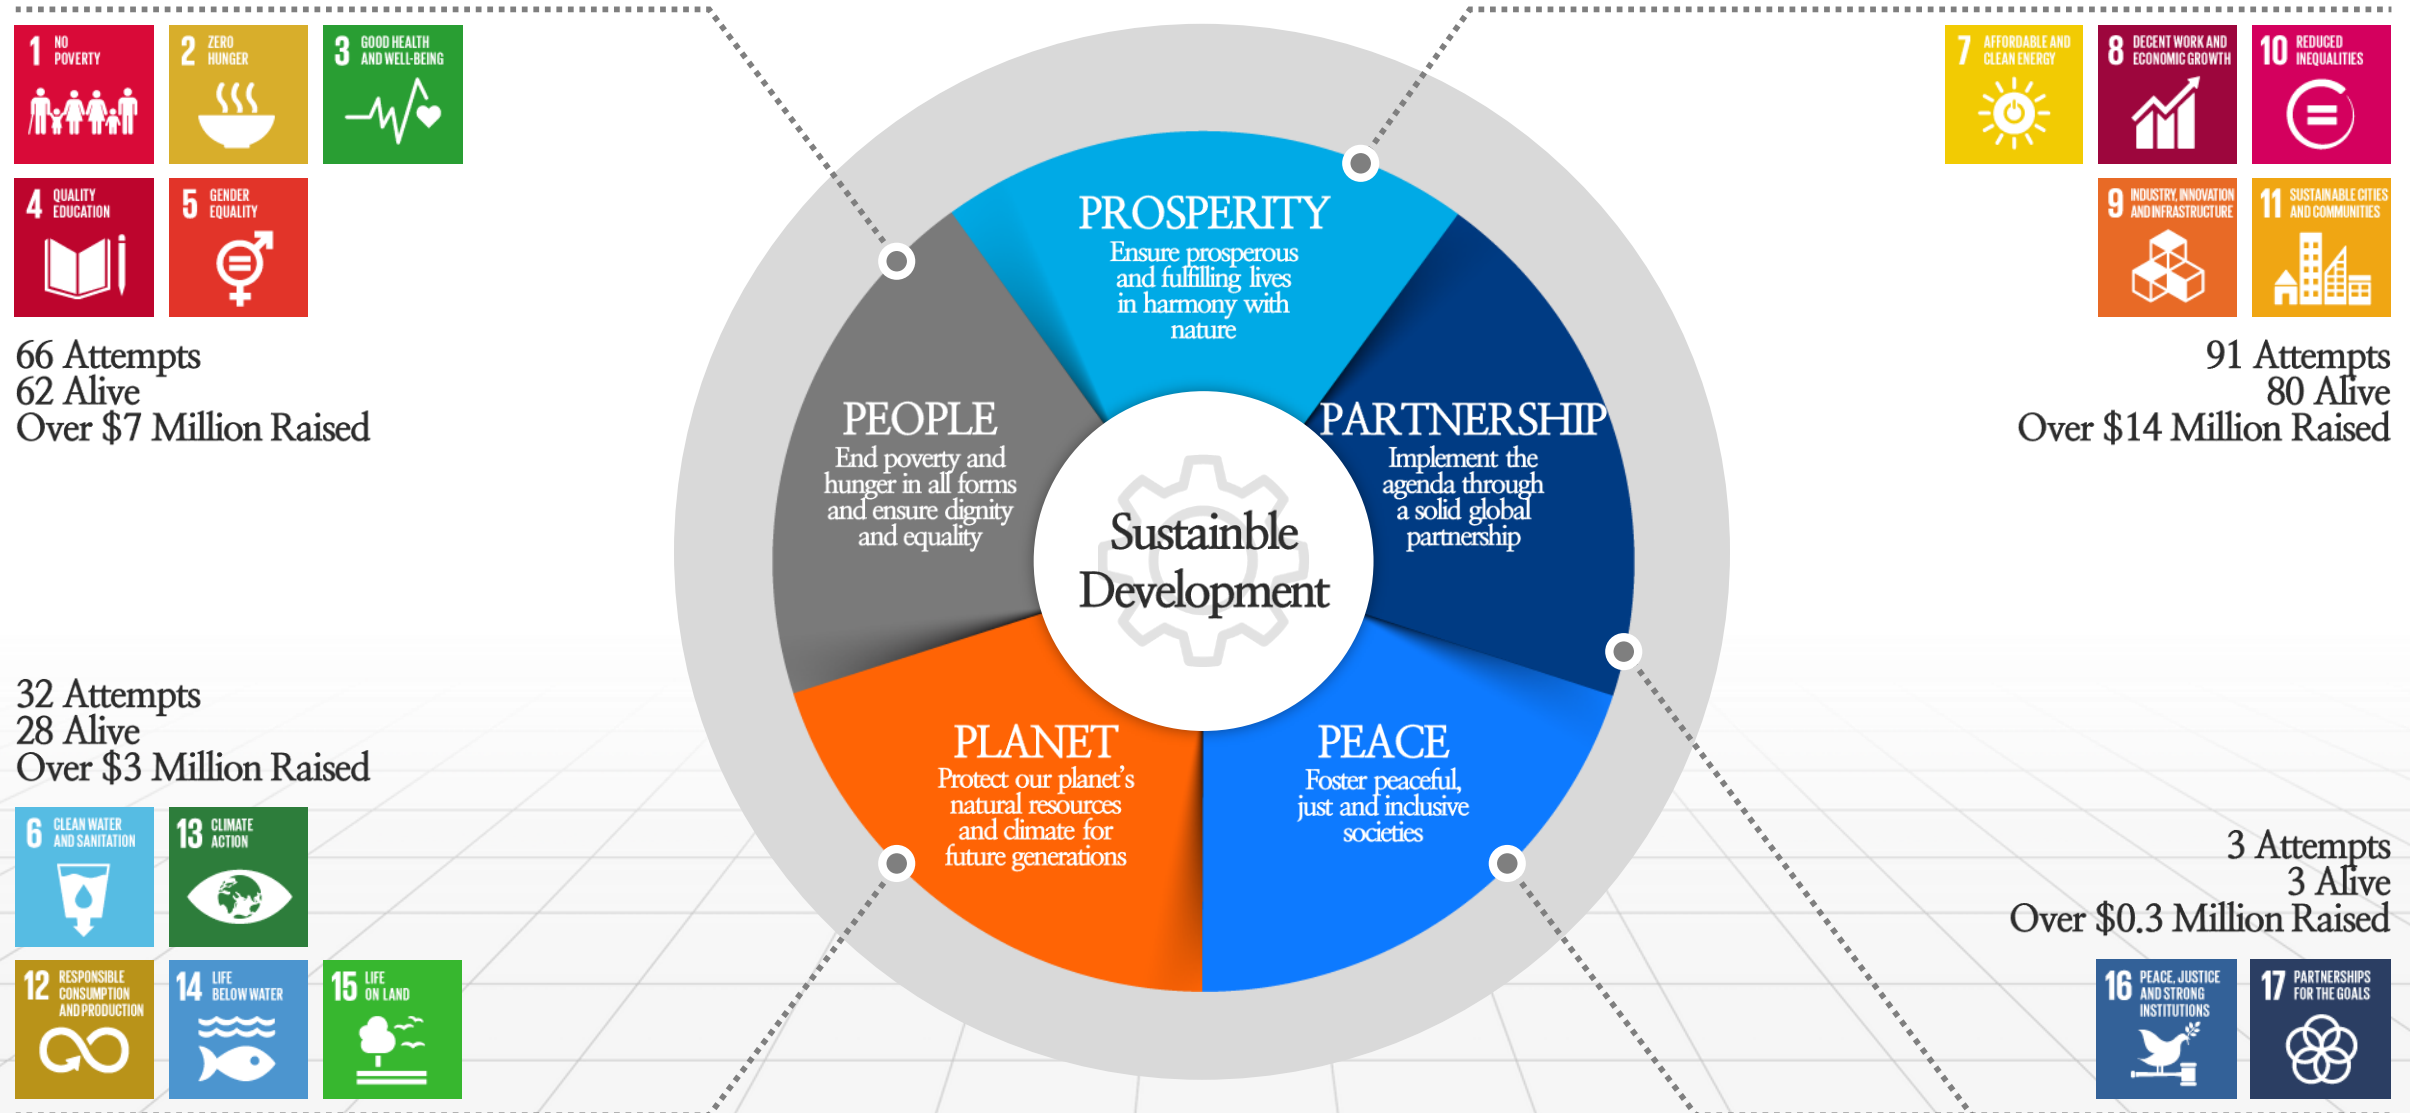 1 NO
POVERTY
2 ZERO
HUNGER
3 GOOD HEALTH
AND WELL-BEING
4 QUALITY
EDUCATION
5 GENDER
EQUALITY
66 Attempts
62 Alive
Over $7 Million Raised
7 AFFORDABLE AND
CLEAN ENERGY
8 DECENT WORK AND
ECONOMIC GROWTH
10 REDUCED
INEQUALITIES
9 INDUSTRY, INNOVATION
AND INFRASTRUCTURE
11 SUSTAINABLE CITIES
AND COMMUNITIES
91 Attempts
80 Alive
Over $14 Million Raised
PROSPERITY
Ensure prosperous
and fulfilling lives
in harmony with
nature
PEOPLE
End poverty and
hunger in all forms
and ensure dignity
and equality
PARTNERSHIP
Implement the
agenda through
a solid global
partnership
Sustainble
Development
PLANET
Protect our planet's
natural resources
and climate for
future generations
PEACE
Foster peaceful,
just and inclusive
societies
32 Attempts
28 Alive
Over $3 Million Raised
6 CLEAN WATER
AND SANITATION
13 CLIMATE
ACTION
12 RESPONSIBLE
CONSUMPTION
AND PRODUCTION
14 LIFE
BELOW WATER
15 LIFE
ON LAND
3 Attempts
3 Alive
Over $0.3 Million Raised
16 PEACE, JUSTICE
AND STRONG
INSTITUTIONS
17 PARTNERSHIPS
FOR THE GOALS